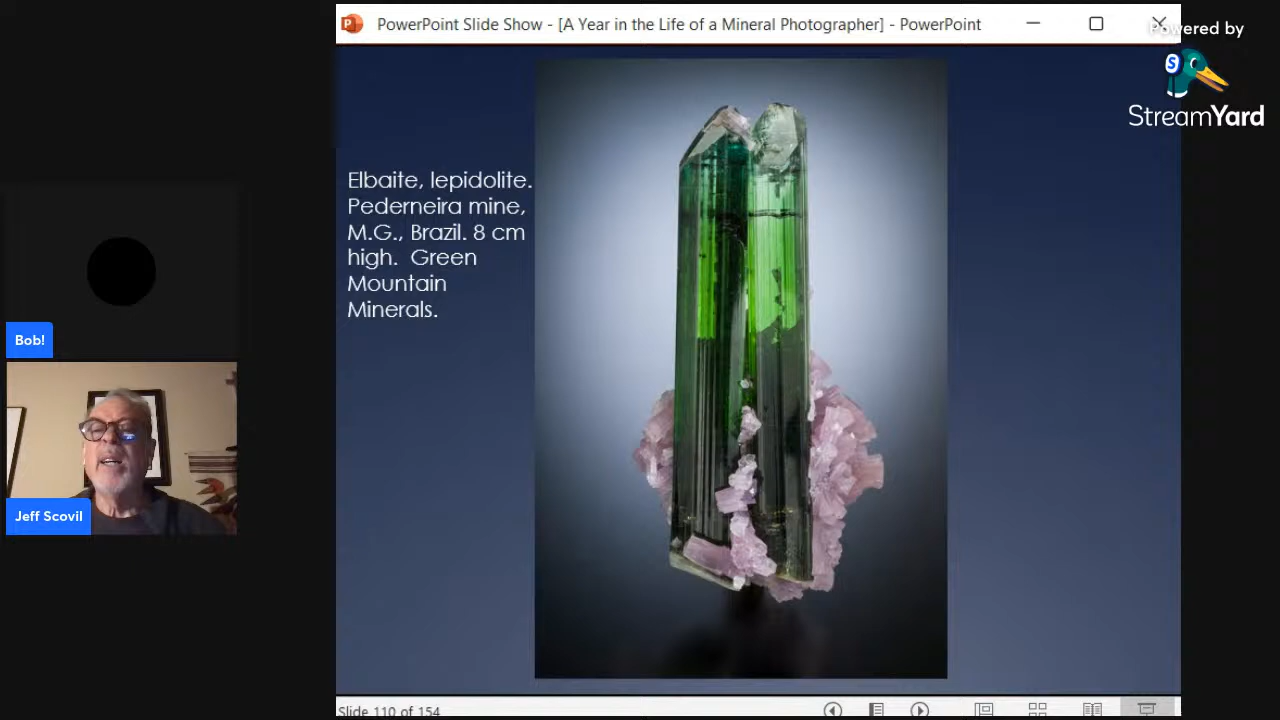 PowerPoint Slide Show - [A Year in the Life of a Mineral Photographer] - PowerPoint
Powered by
S
StreamYard
Elbaite, lepidolite.
Pederneira mine,
M.G., Brazil. 8 cm
high. Green
Mountain
Minerals.
Bob!
Jeff Scovil
Slide 110 of 154